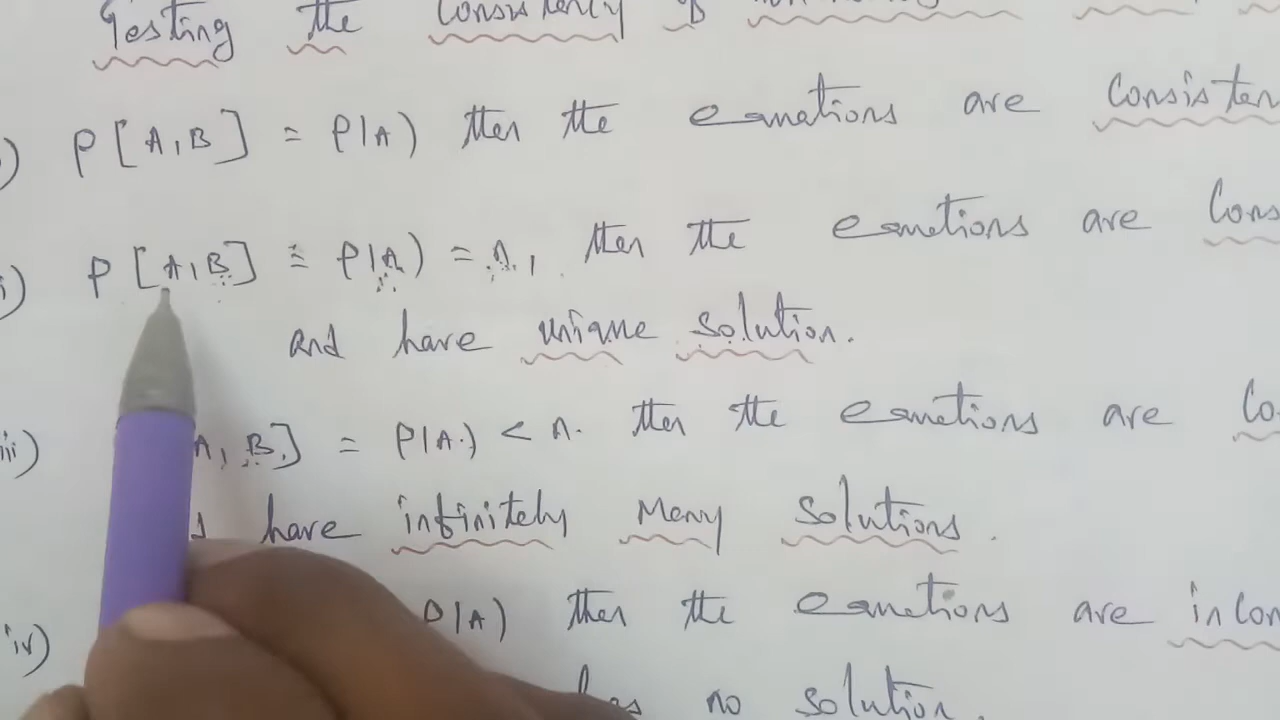 Testing the Consistency of
) P[A,B] = P(A) then the equations are Consisten
i) P[A,B] = P(A) = n, then the equations are Cons
and have unique solution.
iii) A, B] = P(A) < n. then the equations are Co
have infinitely many solutions.
iv) P(A) then the equations are incon
has no solution.